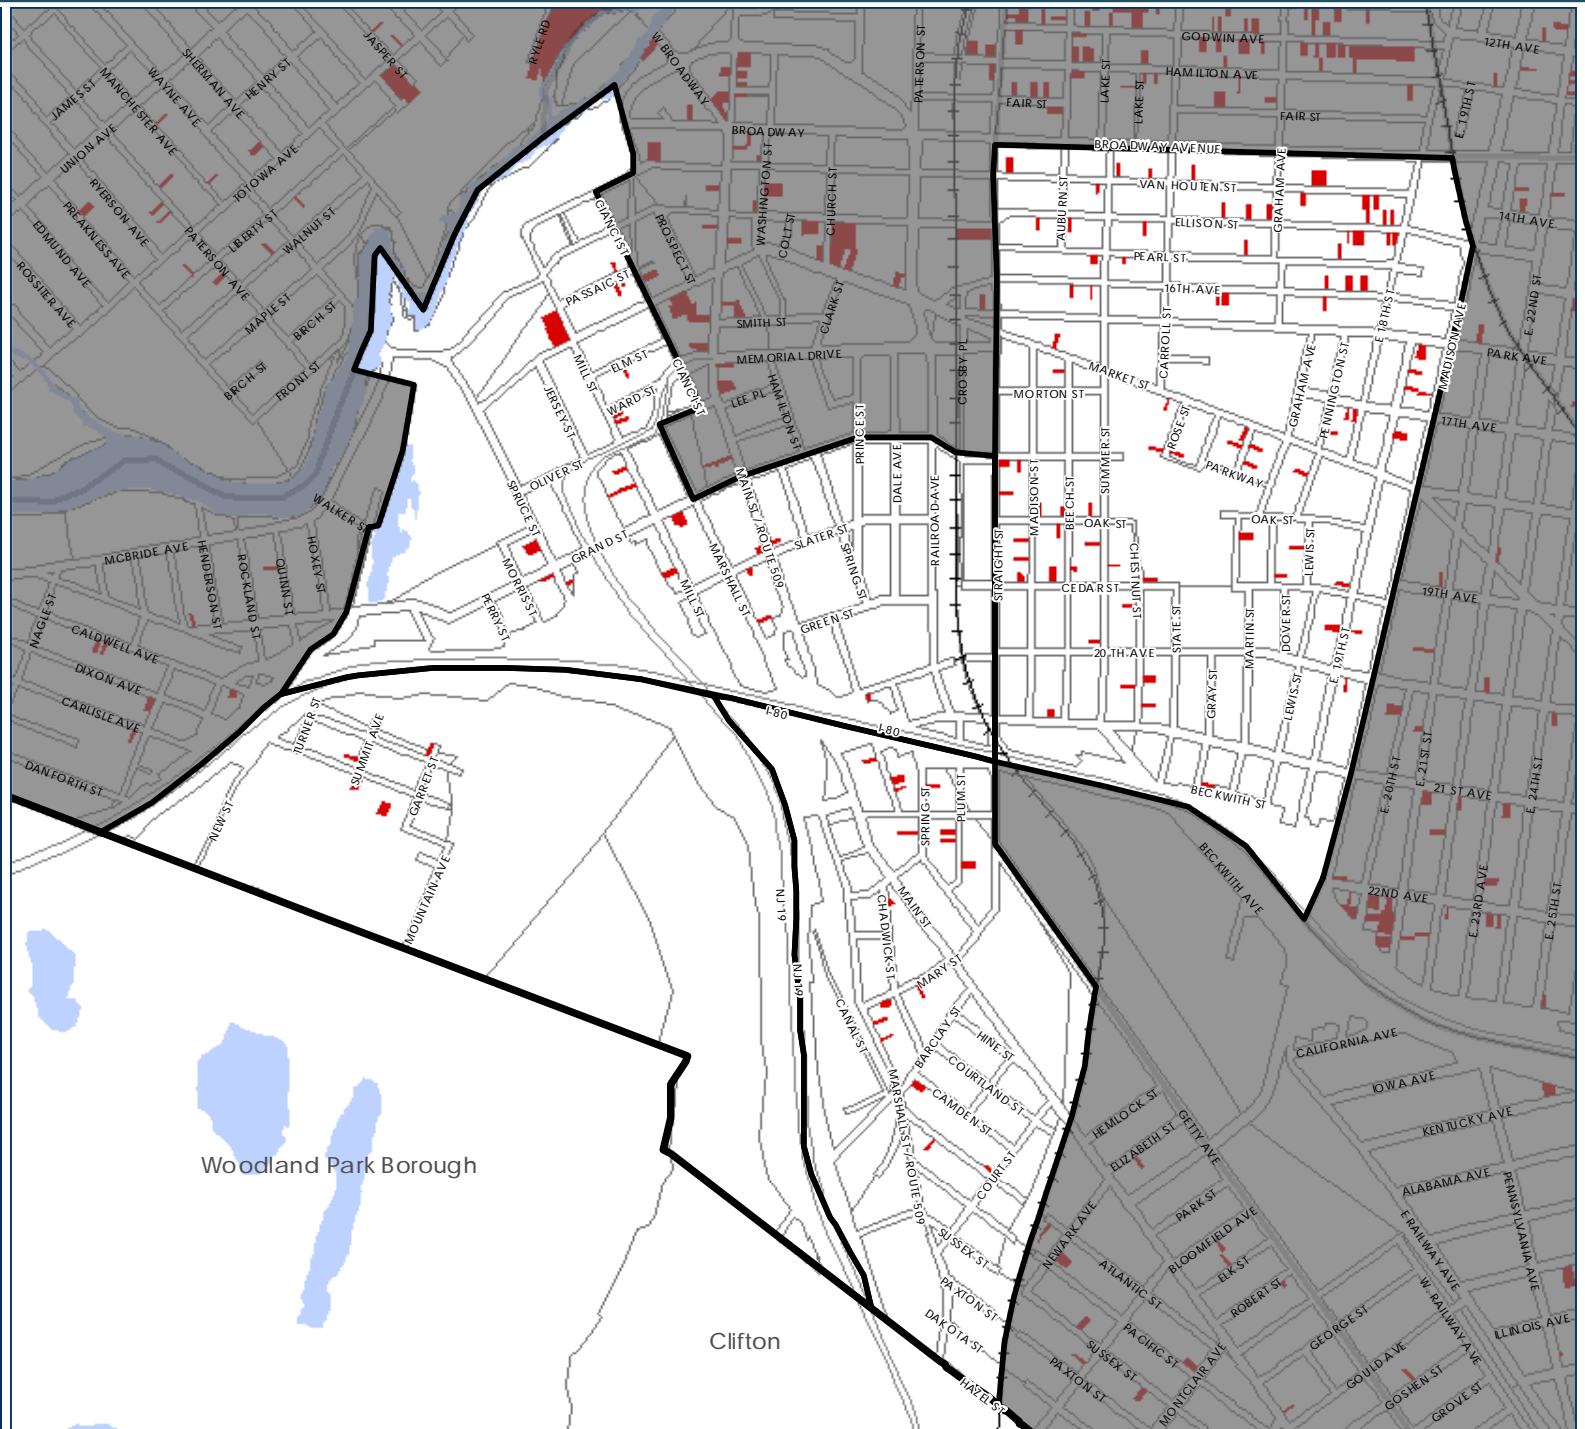 JASPER ST
RYLE RD
W BROADWAY
PATERSON ST
GODWIN AVE
12TH AVE
SHERMAN AVE
HENRY ST
WAYNE AVE
MANCHESTER AVE
JAMES ST
LAKE ST
LAKE ST
HAMILTON AVE
FAIR ST
FAIR ST
E. 19TH ST
UNION AVE
TOTOWA AVE
BROADWAY
BROADWAY AVENUE
RYERSON AVE
PREAKNESS AVE
EDMUND AVE
ROSSITER AVE
PATERSON AVE
LIBERTY ST
WALNUT ST
MAPLE ST
BIRCH ST
BIRCH ST
FRONT ST
CIANCI ST
PROSPECT ST
WASHINGTON ST
COLT ST
CHURCH ST
AUBURN ST
VAN HOUTEN ST
GRAHAM AVE
ELLISON ST
14TH AVE
PEARL ST
16TH AVE
PASSAIC ST
SMITH ST
CLARK ST
MEMORIAL DRIVE
CROSBY PL
CARROLL ST
18TH ST
MADISON AVE
E. 22ND ST
PARK AVE
MILL ST
ELM ST
WARD ST
CIANCI ST
JERSEY ST
LEE PL
HAMILTON ST
MARKET ST
MORTON ST
GRAHAM AVE
PENNINGTON ST
ROSE ST
17TH AVE
PRINCE ST
DALE AVE
RAILROAD AVE
SUMMER ST
PARKWAY
OLIVER ST
SPRUCE ST
MAIN ST / ROUTE 509
MADISON ST
BEECH ST
WALKER ST
OAK ST
OAK ST
LEWIS ST
GRAND ST
SLATER ST
SPRING ST
STRAIGHT ST
CHESTNUT ST
MCBRIDE AVE
HENDERSON ST
ROCKLAND ST
QUINN ST
HOXEY ST
MORRIS ST
PERRY ST
MARSHALL ST
MILL ST
GREEN ST
CEDAR ST
STATE ST
MARTIN ST
DOVER ST
19TH AVE
NAGLE ST
CALDWELL AVE
DIXON AVE
CARLISLE AVE
20 TH AVE
GRAY ST
LEWIS ST
E. 19TH ST
I-80
I-80
TURNER ST
SUMMIT AVE
GARRET ST
DANFORTH ST
NEW ST
MOUNTAIN AVE
SPRING ST
PLUM ST
BECKWITH ST
E. 20TH ST
E. 21 ST ST
21 ST AVE
E. 24TH ST
BECKWITH AVE
22ND AVE
E. 23RD AVE
E. 25TH ST
NJ 19
NJ 19
CHADWICK ST
MAIN ST
MARY ST
CANAL ST
BARCLAY ST
HINE ST
COURTLAND ST
CAMDEN ST
MARSHALL ST / ROUTE 509
COURT ST
CALIFORNIA AVE
IOWA AVE
KENTUCKY AVE
HEMLOCK ST
ELIZABETH ST
GETTY AVE
ALABAMA AVE
PENNSYLVANIA AVE
Woodland Park Borough
PARK ST
BLOOMFIELD AVE
NEWARK AVE
ELK ST
ROBERT ST
E RAILWAY AVE
W. RAILWAY AVE
SUSSEX ST
PAXTON ST
DAKOTA ST
ATLANTIC ST
PACIFIC ST
SUSSEX ST
PAXTON ST
MONTCLAIR AVE
GEORGE ST
GOULD AVE
GOSHEN ST
GROVE ST
ILLINOIS AVE
Clifton
HAZEL ST